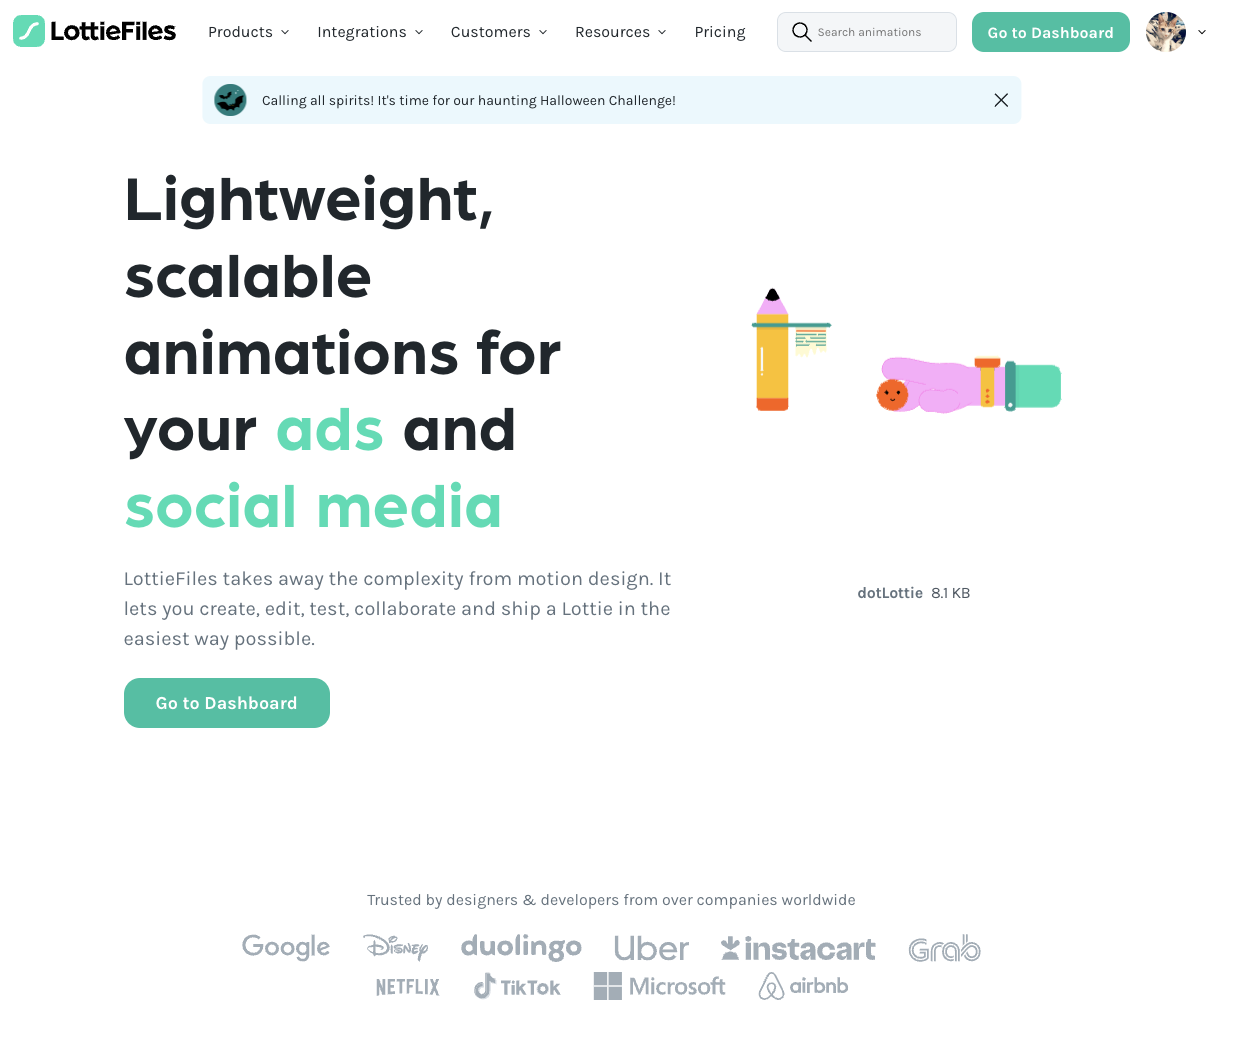 LottieFiles
Products Integrations Customers Resources Pricing
Search animations
Go to Dashboard
Calling all spirits! It's time for our haunting Halloween Challenge!
Lightweight,
scalable
animations for
your ads and
social media
LottieFiles takes away the complexity from motion design. It
lets you create, edit, test, collaborate and ship a Lottie in the
easiest way possible.
Go to Dashboard
dotLottie 8.1 KB
Trusted by designers & developers from over companies worldwide
Google Disney duolingo Uber instacart Grab
NETFLIX TikTok Microsoft airbnb